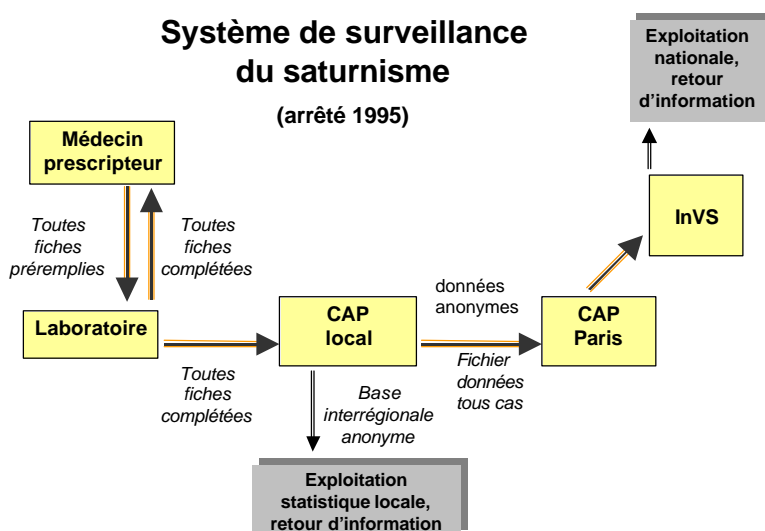 Système de surveillance
du saturnisme
(arrêté 1995)
Exploitation
nationale,
retour
d'information
Médecin
prescripteur
InVS
Toutes
fiches
préremplies
Toutes
fiches
complétées
Laboratoire
CAP
local
données
anonymes
CAP
Paris
Toutes
fiches
complétées
Fichier
données
tous cas
Base
interrégionale
anonyme
Exploitation
statistique locale,
retour d'information